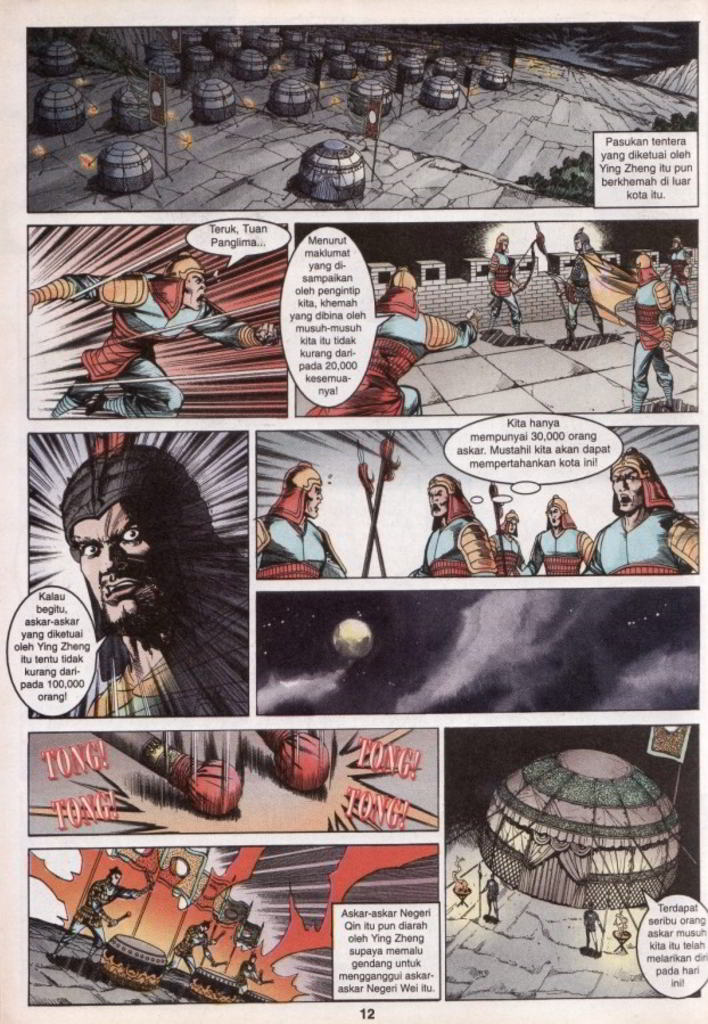 Pasukan tentera
yang diketuai oleh
Ying Zheng itu pun
berkhemah di luar
kota itu.
Teruk, Tuan
Panglima...
Menurut
maklumat
yang di-
sampaikan
oleh pengintip
kita, khemah
yang dibina oleh
musuh-musuh
kita itu tidak
kurang dari-
pada 20,000
kesemua-
nya!
Kalau
begitu,
askar-askar
yang diketuai
oleh Ying Zheng
itu tentu tidak
kurang dari-
pada 100,000
orang!
Kita hanya
mempunyai 30,000 orang
askar. Mustahil kita akan dapat
mempertahankan kota ini!
TONG! TONG!
TONG! TONG!
Askar-askar Negeri
Qin itu pun diarah
oleh Ying Zheng
supaya memalu
gendang untuk
mengganggui askar-
askar Negeri Wei itu.
Terdapat
seribu orang
askar musuh
kita itu telah
melarikan diri
pada hari
ini!
12